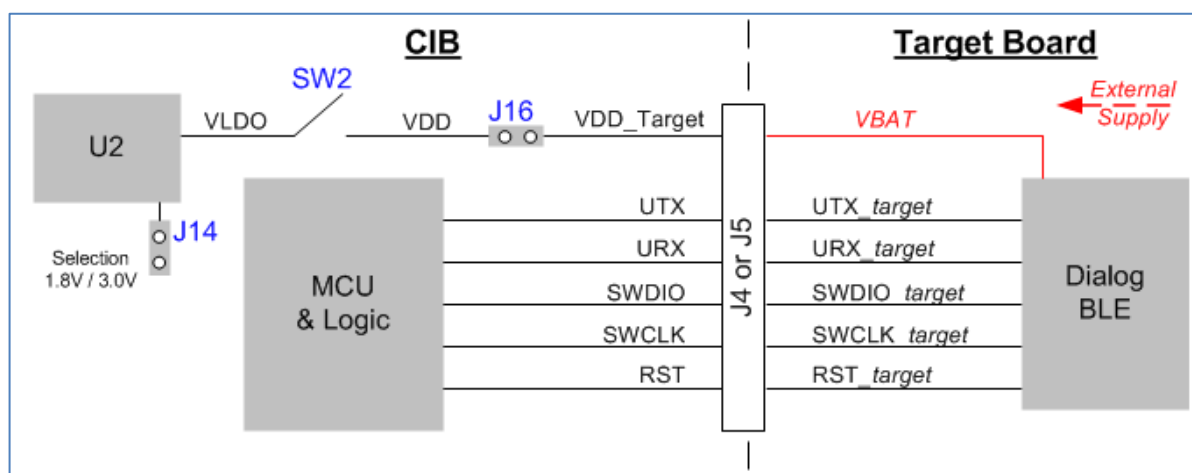 CIB
Target Board
SW2
External
Supply
VLDO
VDD
J16
VDD_Target
VBAT
U2
J14
Selection
1.8V / 3.0V
MCU
& Logic
UTX
URX
SWDIO
SWCLK
RST
J4 or J5
UTX_target
URX_target
SWDIO_target
SWCLK_target
RST_target
Dialog
BLE